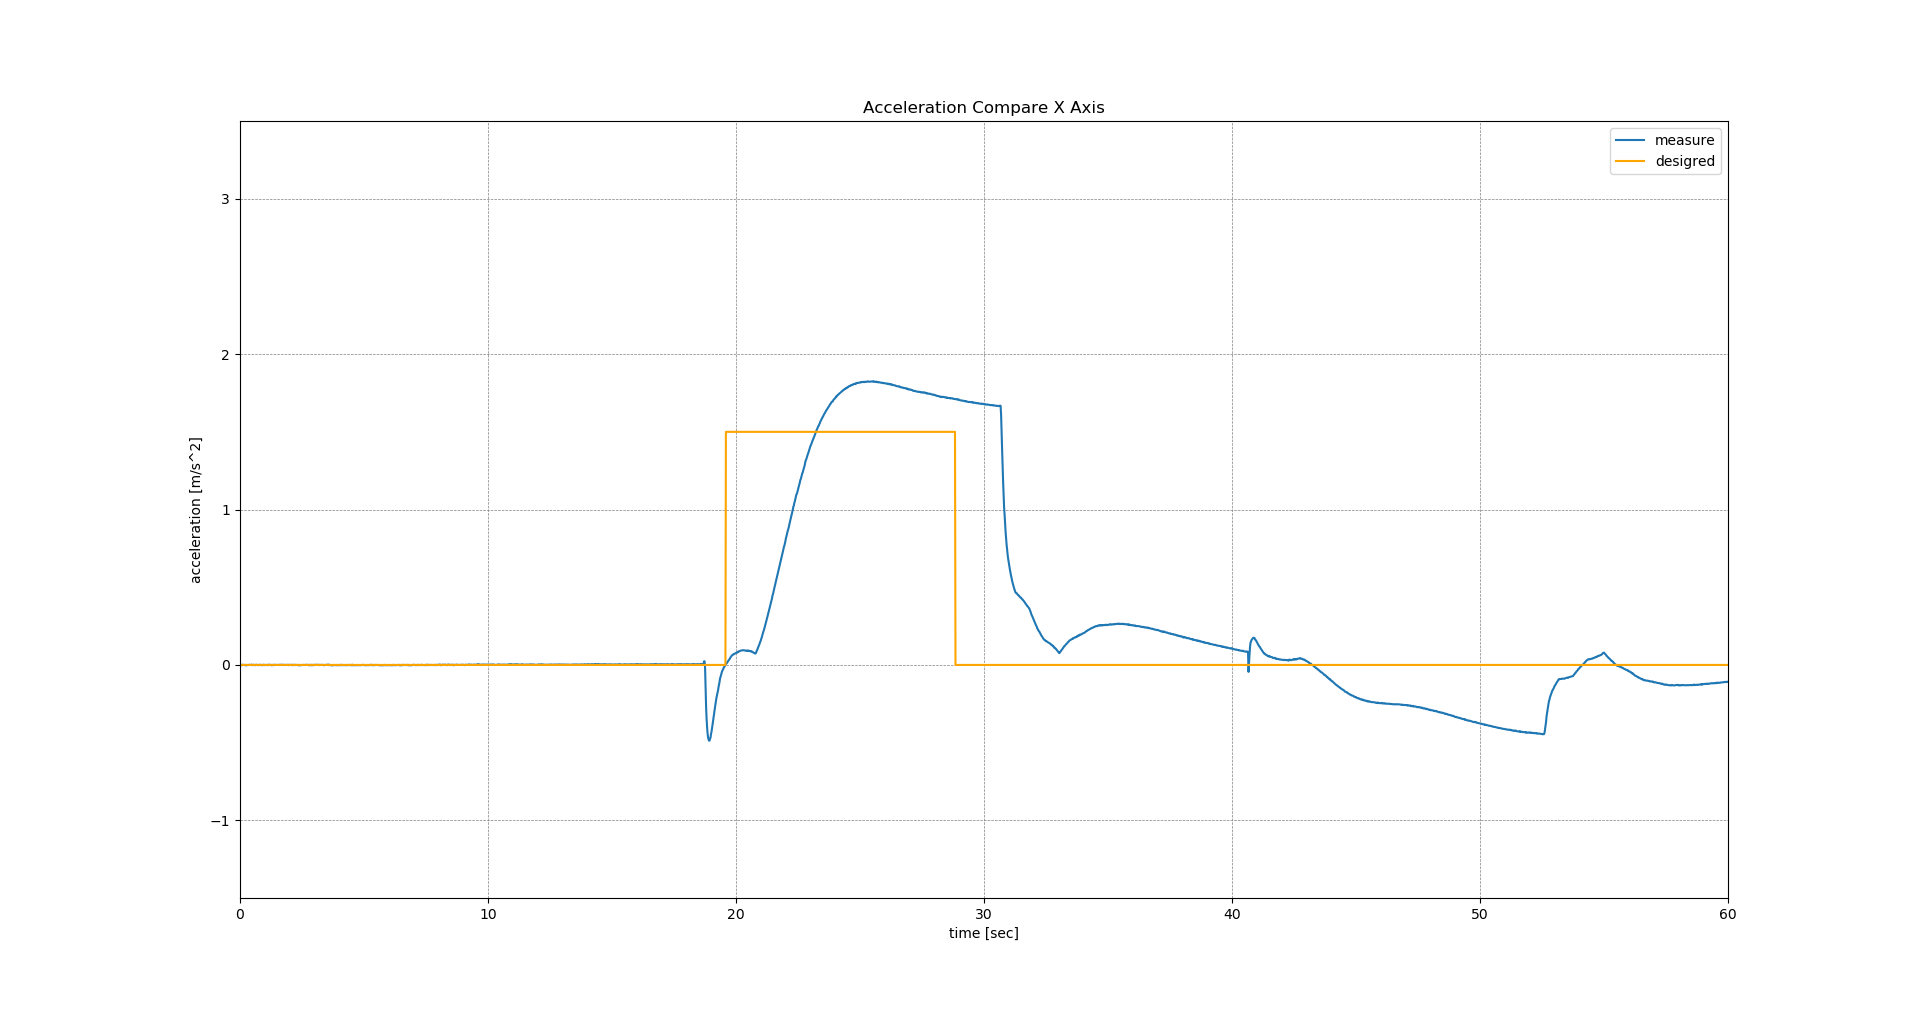 Acceleration Compare X Axis
measure
desigred
acceleration [m/s^2]
3
2
1
0
−1
0 10 20 30 40 50 60
time [sec]